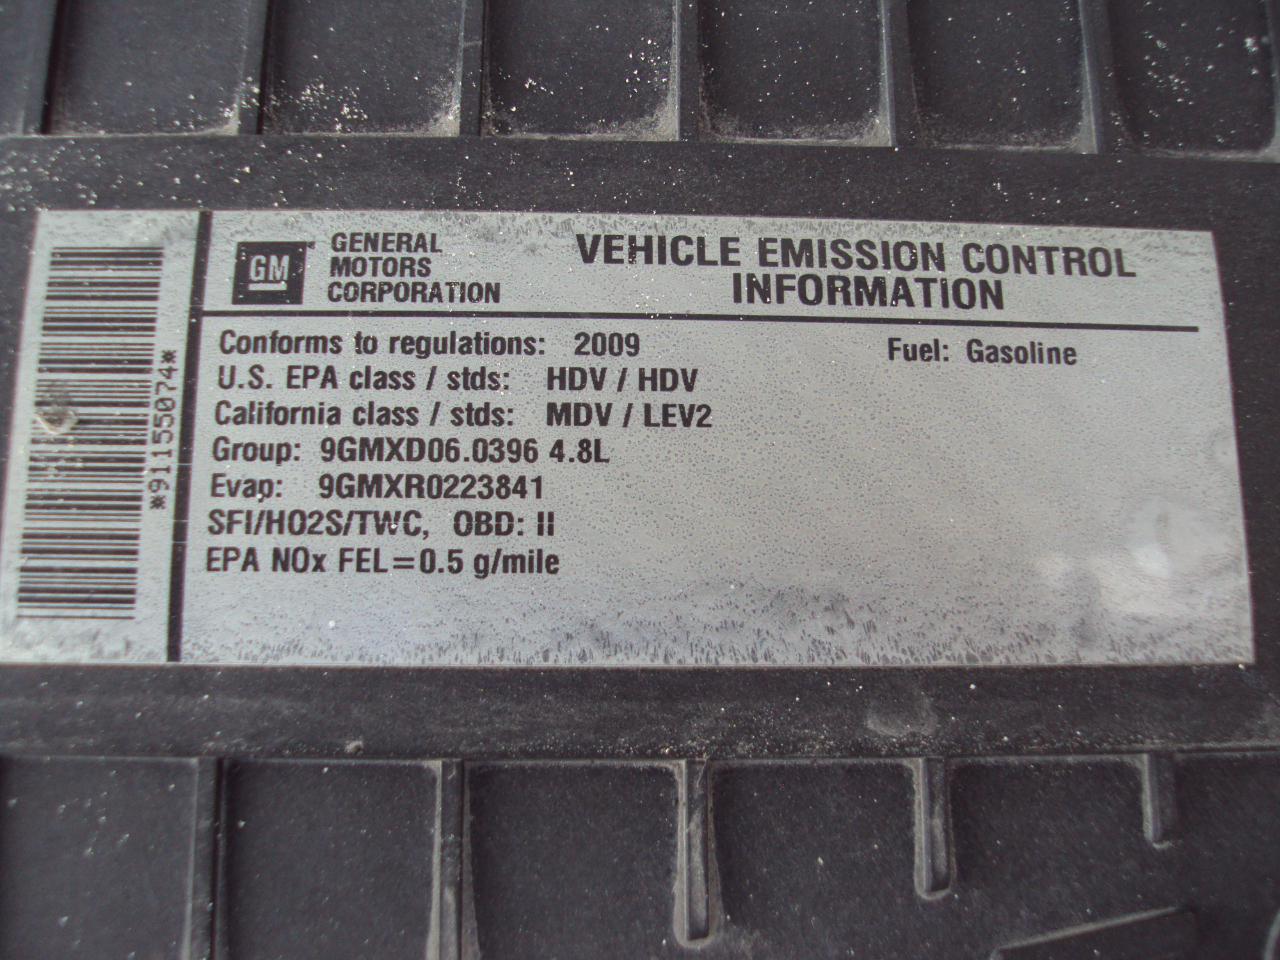 *91155074*
GM
GENERAL
MOTORS
CORPORATION
VEHICLE EMISSION CONTROL
INFORMATION
Conforms to regulations: 2009 Fuel: Gasoline
U.S. EPA class / stds: HDV / HDV
California class / stds: MDV / LEV2
Group: 9GMXD06.0396 4.8L
Evap: 9GMXR0223841
SFI/HO2S/TWC, OBD: II
EPA NOx FEL=0.5 g/mile